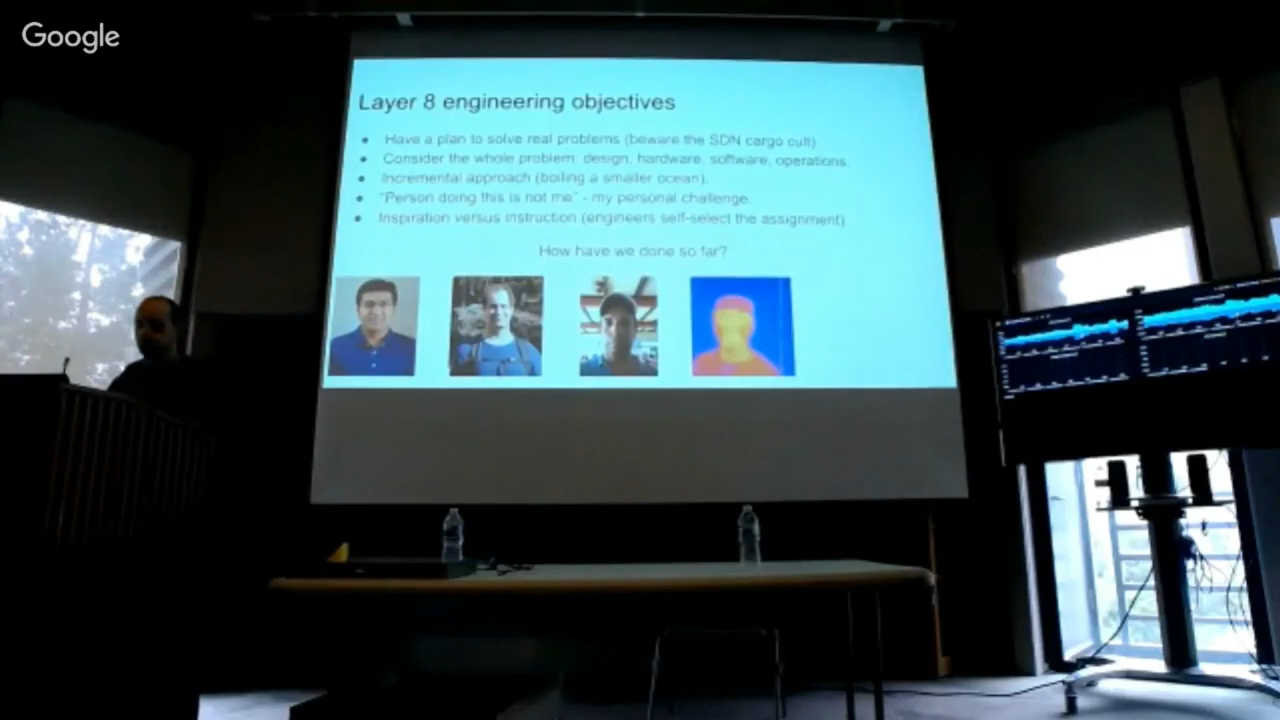 Google
Layer 8 engineering objectives
● Have a plan to solve real problems (beware the SDN cargo cult)
● Consider the whole problem: design, hardware, software, operations.
● Incremental approach (boiling a smaller ocean).
● "Person doing this is not me" - my personal challenge.
● Inspiration versus instruction (engineers self-select the assignment)
How have we done so far?